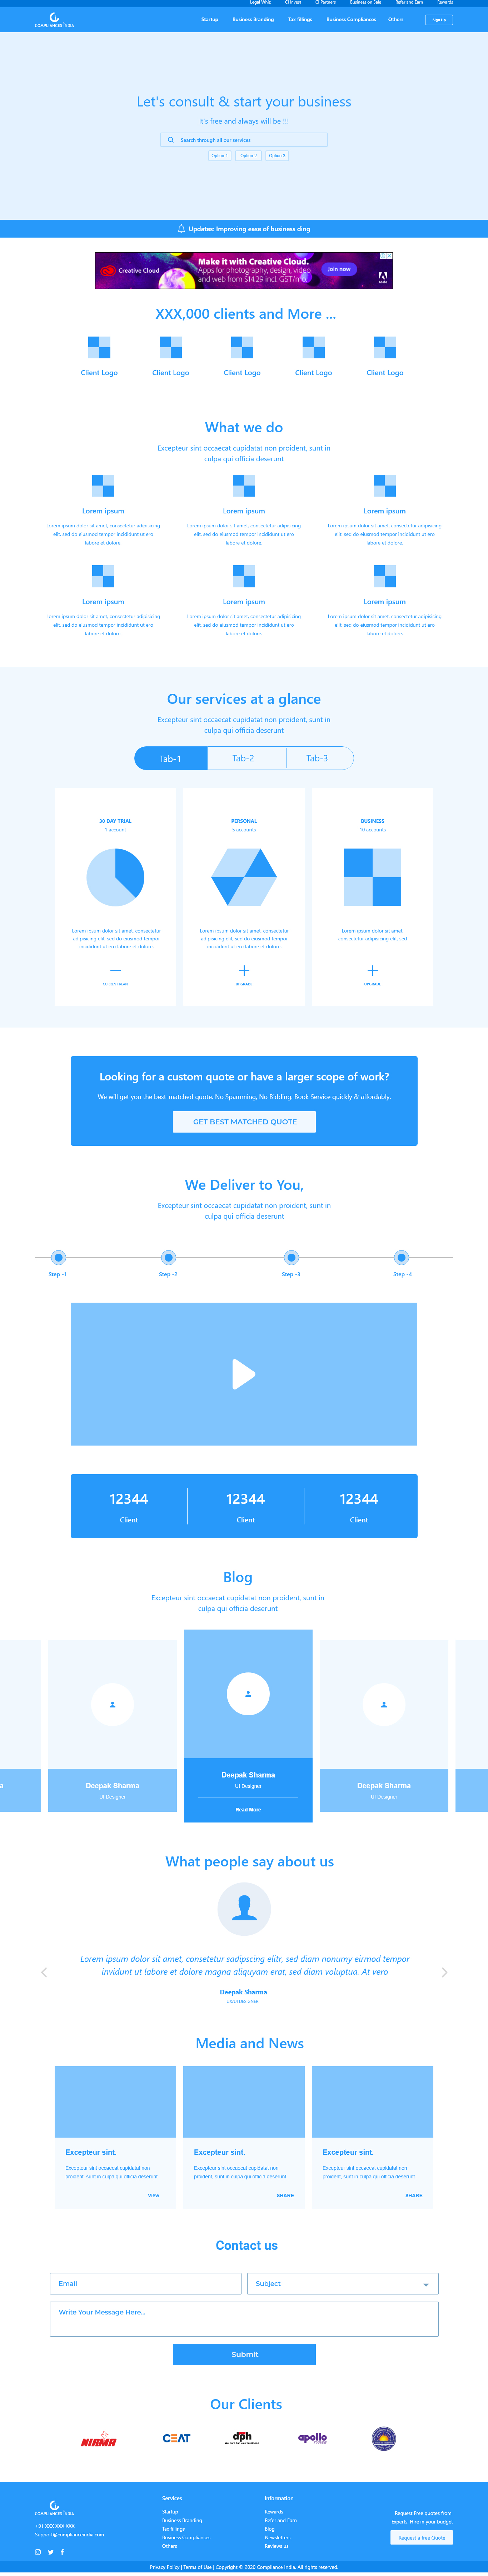 Legal Whiz CI Invest CI Partners Business on Sale Refer and Earn Rewards
COMPLIANCES INDIA
Startup Business Branding Tax fillings Business Compliances Others Sign Up
Let's consult & start your business
It's free and always will be !!!
Search through all our services
Option 1 Option 2 Option 3
Updates: Improving ease of business ding
Creative Cloud
Make it with Creative Cloud.
Apps for photography, design, video
and web from $14.29 incl. GST/mo.
Join now
Adobe
XXX,000 clients and More ...
Client Logo Client Logo Client Logo Client Logo Client Logo
What we do
Excepteur sint occaecat cupidatat non proident, sunt in
culpa qui officia deserunt
Lorem ipsum Lorem ipsum Lorem ipsum
Lorem ipsum dolor sit amet, consectetur adipisicing Lorem ipsum dolor sit amet, consectetur adipisicing Lorem ipsum dolor sit amet, consectetur adipisicing
elit, sed do eiusmod tempor incididunt ut ero elit, sed do eiusmod tempor incididunt ut ero elit, sed do eiusmod tempor incididunt ut ero
labore et dolore. labore et dolore. labore et dolore.
Lorem ipsum Lorem ipsum Lorem ipsum
Lorem ipsum dolor sit amet, consectetur adipisicing Lorem ipsum dolor sit amet, consectetur adipisicing Lorem ipsum dolor sit amet, consectetur adipisicing
elit, sed do eiusmod tempor incididunt ut ero elit, sed do eiusmod tempor incididunt ut ero elit, sed do eiusmod tempor incididunt ut ero
labore et dolore. labore et dolore. labore et dolore.
Our services at a glance
Excepteur sint occaecat cupidatat non proident, sunt in
culpa qui officia deserunt
Tab-1 Tab-2 Tab-3
30 DAY TRIAL PERSONAL BUSINESS
1 account 5 accounts 10 accounts
Lorem ipsum dolor sit amet, consectetur Lorem ipsum dolor sit amet, consectetur Lorem ipsum dolor sit amet,
adipisicing elit, sed do eiusmod tempor adipisicing elit, sed do eiusmod tempor consectetur adipisicing elit, sed
incididunt ut labore et dolore. incididunt ut labore et dolore.
CURRENT PLAN UPGRADE UPGRADE
Looking for a custom quote or have a larger scope of work?
We will get you the best-matched quote. No Spamming. No Bidding. Book Service quickly & affordably.
GET BEST MATCHED QUOTE
We Deliver to You,
Excepteur sint occaecat cupidatat non proident, sunt in
culpa qui officia deserunt
Step -1 Step -2 Step -3 Step -4
12344 12344 12344
Client Client Client
Blog
Excepteur sint occaecat cupidatat non proident, sunt in
culpa qui officia deserunt
a Deepak Sharma Deepak Sharma Deepak Sharma
UI Designer UI Designer UI Designer
Read More
What people say about us
Lorem ipsum dolor sit amet, consetetur sadipscing elitr, sed diam nonumy eirmod tempor
invidunt ut labore et dolore magna aliquyam erat, sed diam voluptua. At vero
Deepak Sharma
UX/UI DESIGNER
Media and News
Excepteur sint. Excepteur sint. Excepteur sint.
Excepteur sint occaecat cupidatat non Excepteur sint occaecat cupidatat non Excepteur sint occaecat cupidatat non
proident, sunt in culpa qui officia deserunt proident, sunt in culpa qui officia deserunt proident, sunt in culpa qui officia deserunt
View SHARE SHARE
Contact us
Email Subject
Write Your Message Here...
Submit
Our Clients
NIRMA CEAT dph apollo
COMPLIANCES INDIA
+91 XXX XXX XXX
Support@complianceindia.com
Services
Startup
Business Branding
Tax fillings
Business Compliances
Others
Information
Rewards
Refer and Earn
Blog
Newsletters
Reviews us
Request Free quotes from
Experts. Hire in your budget
Request a free Quote
Privacy Policy | Terms of Use | Copyright © 2020 Compliance India. All rights reserved.